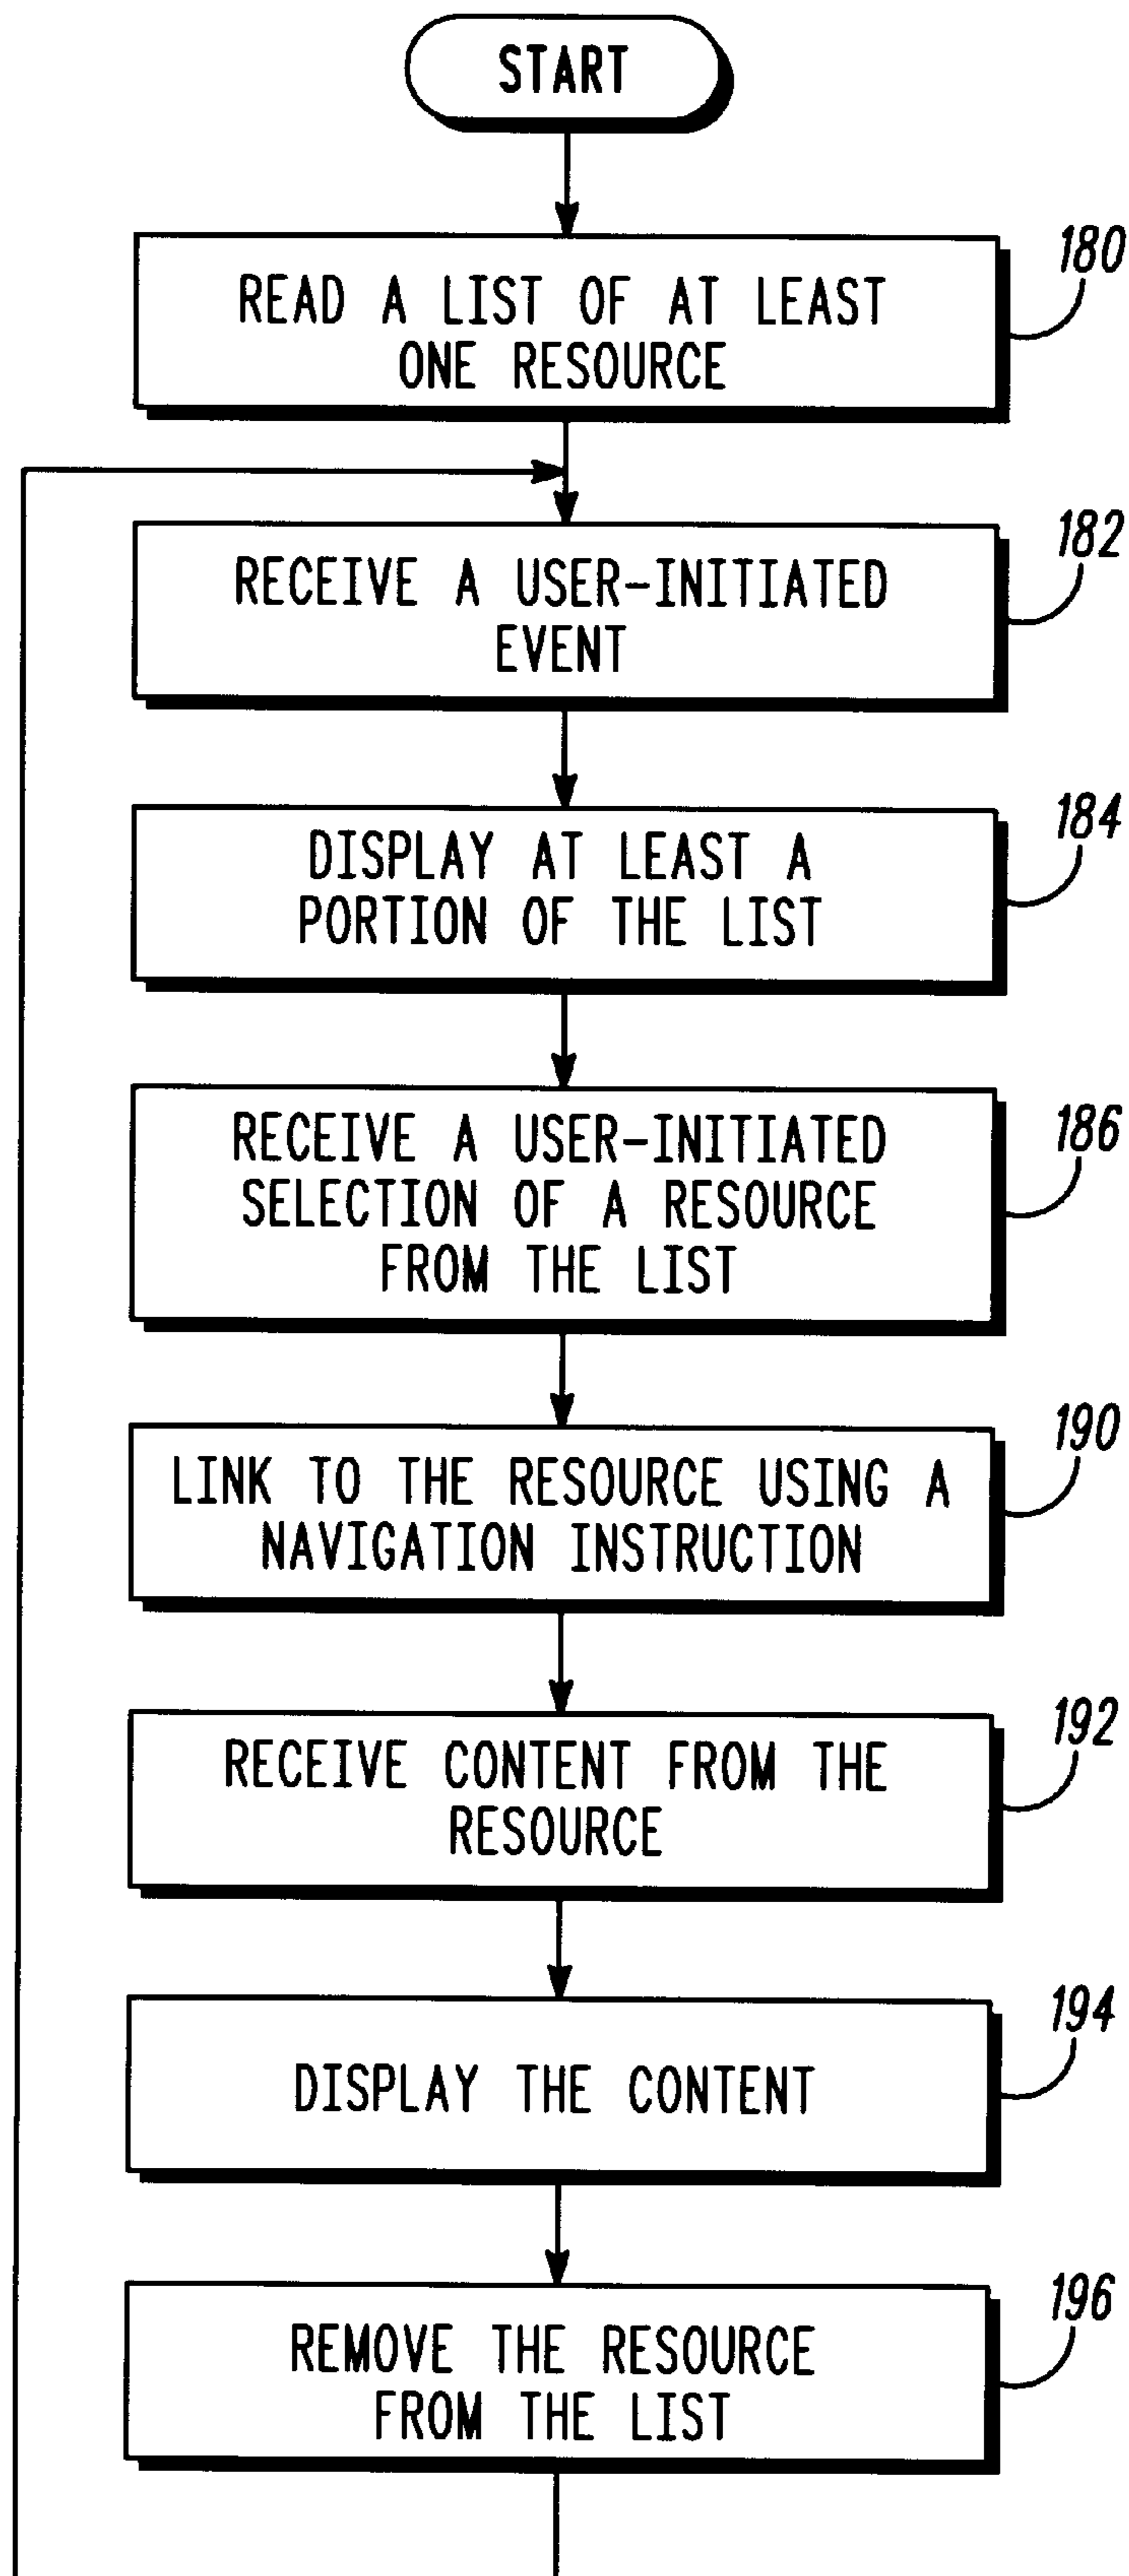 START
180
READ A LIST OF AT LEAST
ONE RESOURCE
182
RECEIVE A USER-INITIATED
EVENT
184
DISPLAY AT LEAST A
PORTION OF THE LIST
186
RECEIVE A USER-INITIATED
SELECTION OF A RESOURCE
FROM THE LIST
190
LINK TO THE RESOURCE USING A
NAVIGATION INSTRUCTION
192
RECEIVE CONTENT FROM THE
RESOURCE
194
DISPLAY THE CONTENT
196
REMOVE THE RESOURCE
FROM THE LIST